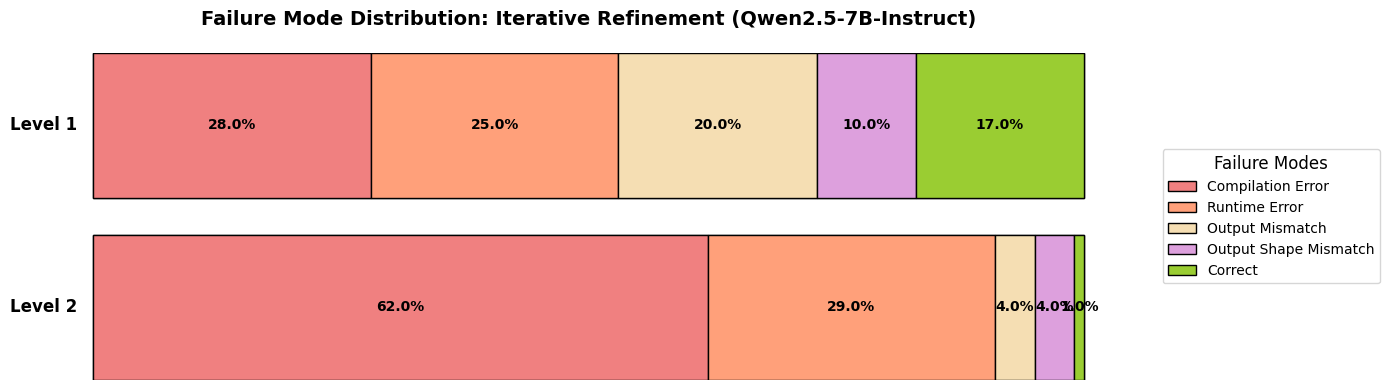 Failure Mode Distribution: Iterative Refinement (Qwen2.5-7B-Instruct)
Level 1
28.0%
25.0%
20.0%
10.0%
17.0%
Level 2
62.0%
29.0%
4.0%
4.0%
1.0%
Failure Modes
Compilation Error
Runtime Error
Output Mismatch
Output Shape Mismatch
Correct